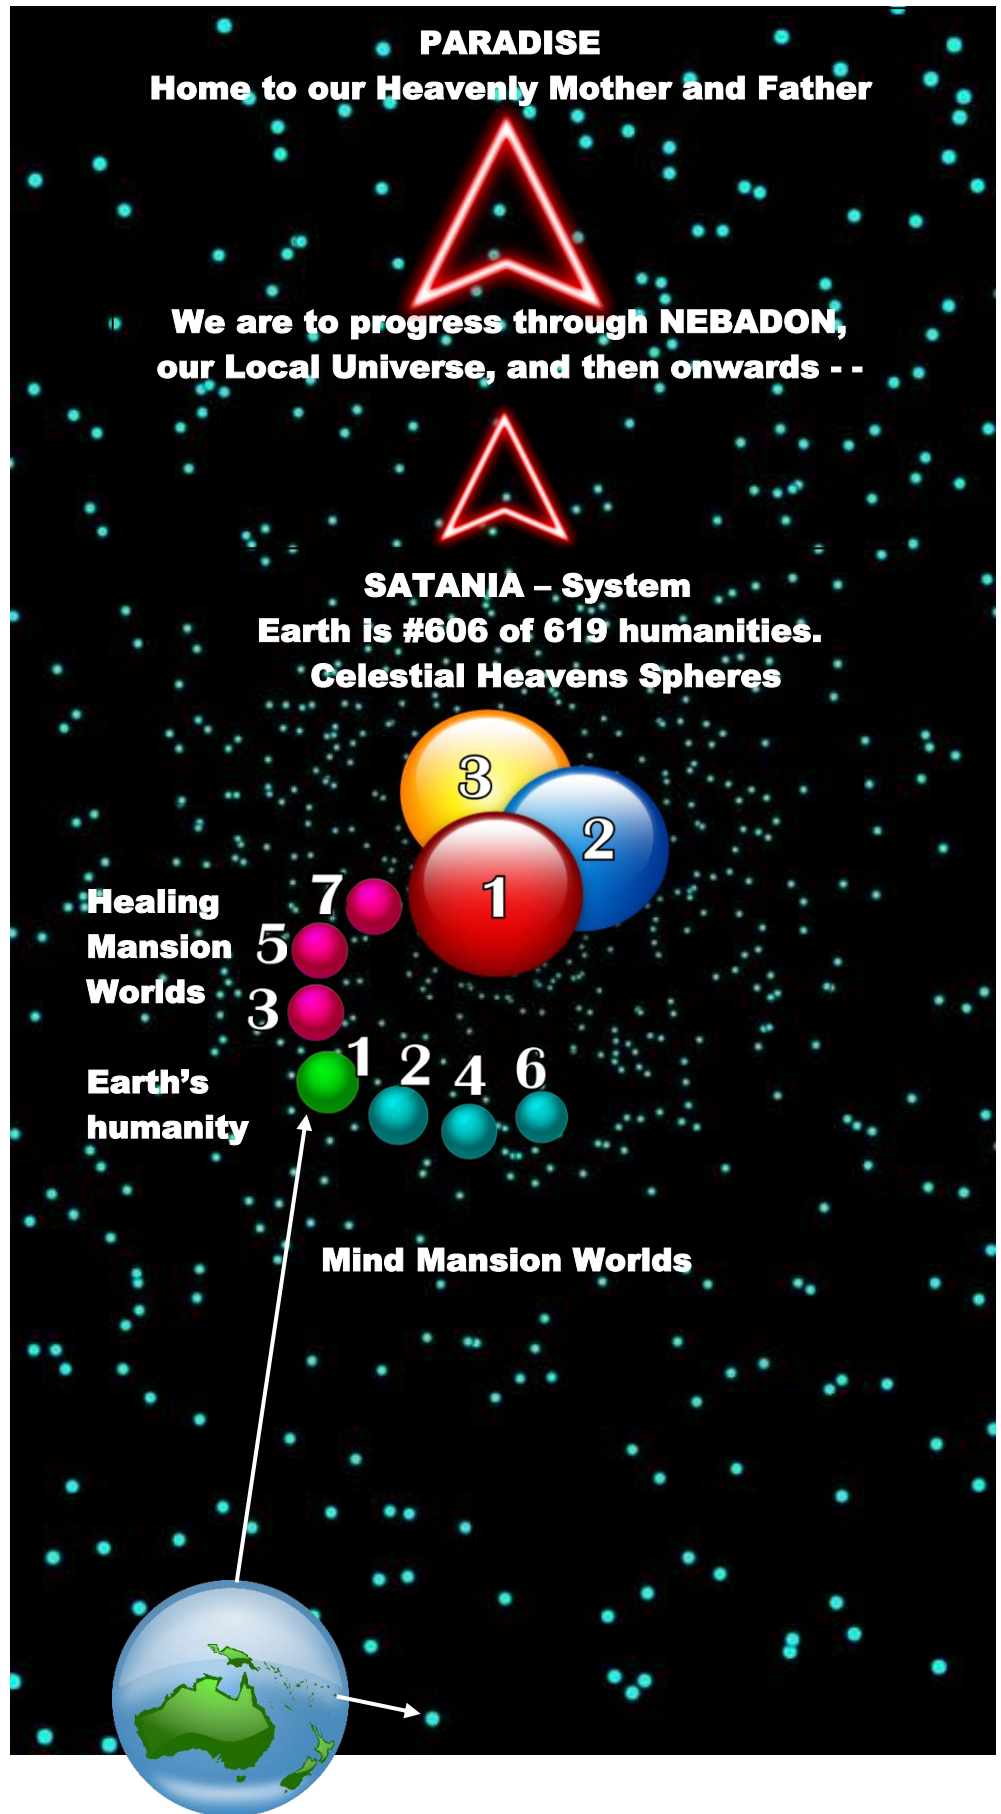 PARADISE
Home to our Heavenly Mother and Father
We are to progress through NEBADON,
our Local Universe, and then onwards - -
SATANIA – System
Earth is #606 of 619 humanities.
Celestial Heavens Spheres
3
2
1
Healing
Mansion
Worlds
7
5
3
1
2
4
6
Earth’s
humanity
Mind Mansion Worlds